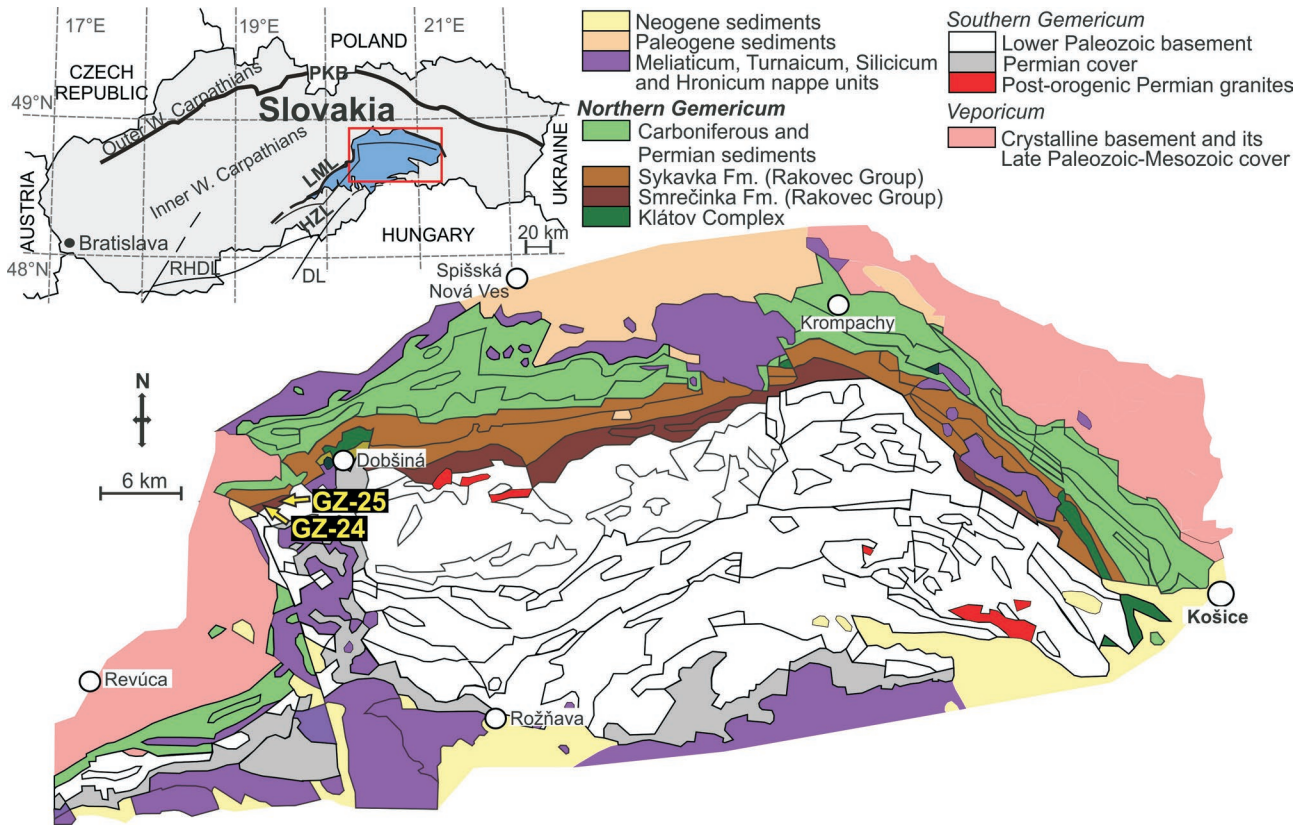 17°E
19°E
21°E
POLAND
CZECH
REPUBLIC
PKB
49°N
Outer W. Carpathians
Slovakia
Inner W. Carpathians
LML
UKRAINE
AUSTRIA
HZL
Bratislava
HUNGARY
20 km
48°N
RHDL
DL
Neogene sediments
Paleogene sediments
Meliaticum, Turnaicum, Silicicum
and Hronicum nappe units
Northern Gemericum
Carboniferous and
Permian sediments
Sykavka Fm. (Rakovec Group)
Smrečinka Fm. (Rakovec Group)
Klátov Complex
Southern Gemericum
Lower Paleozoic basement
Permian cover
Post-orogenic Permian granites
Veporicum
Crystalline basement and its
Late Paleozoic-Mesozoic cover
Spišská
Nová Ves
Krompachy
N
6 km
Dobšiná
GZ-25
GZ-24
Košice
Revúca
Rožňava